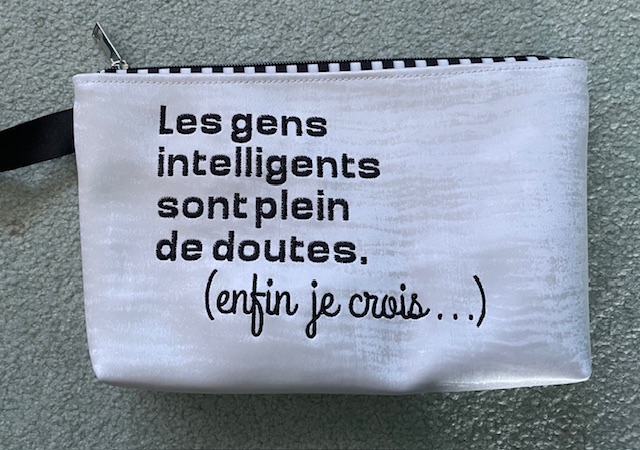 Les gens
intelligents
sont plein
de doutes.
(enfin je crois...)